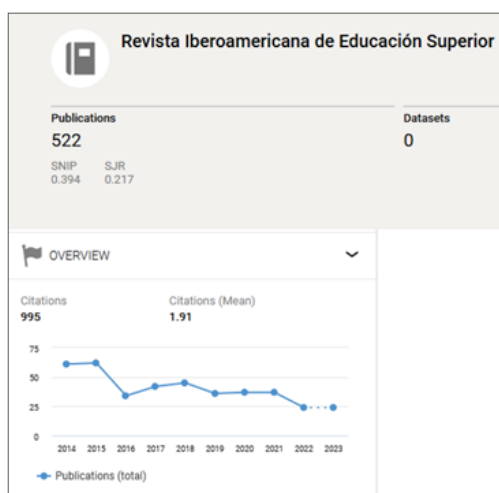 Revista Iberoamericana de Educación Superior
Publications
Datasets
522
0
SNIP SJR
0.394 0.217
OVERVIEW
Citations
Citations (Mean)
995
1.91
75
50
25
0
2014 2015 2016 2017 2018 2019 2020 2021 2022 2023
Publications (total)